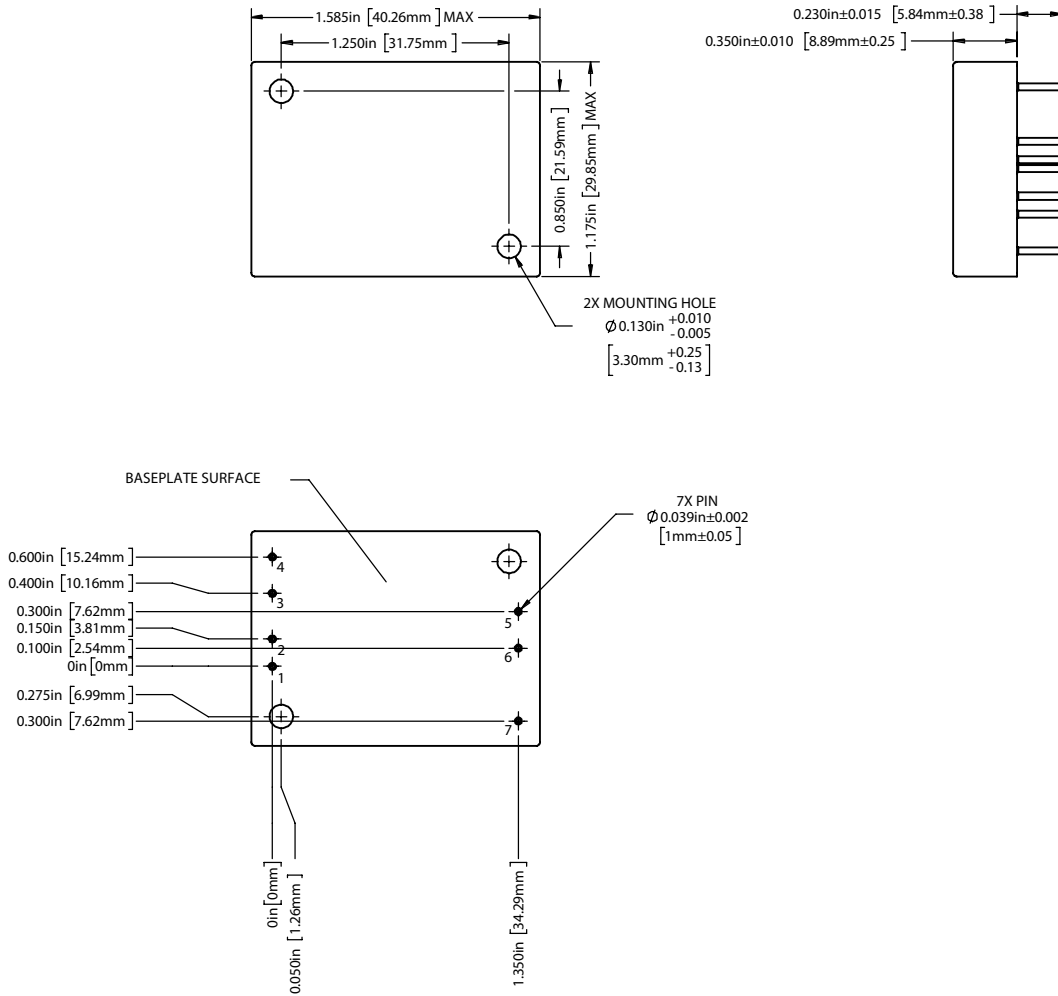 1.585in [40.26mm] MAX
1.250in [31.75mm]
0.850in [21.59mm]
1.175in [29.85mm] MAX
0.230in±0.015 [5.84mm±0.38]
0.350in±0.010 [8.89mm±0.25]
2X MOUNTING HOLE
Ø0.130in +0.010 -0.005
[3.30mm +0.25 -0.13]
BASEPLATE SURFACE
7X PIN
Ø0.039in±0.002
[1mm±0.05]
0.600in [15.24mm]
0.400in [10.16mm]
0.300in [7.62mm]
0.150in [3.81mm]
0.100in [2.54mm]
0in [0mm]
0.275in [6.99mm]
0.300in [7.62mm]
4
3
5
2
6
1
7
0in [0mm]
0.050in [1.26mm]
1.350in [34.29mm]